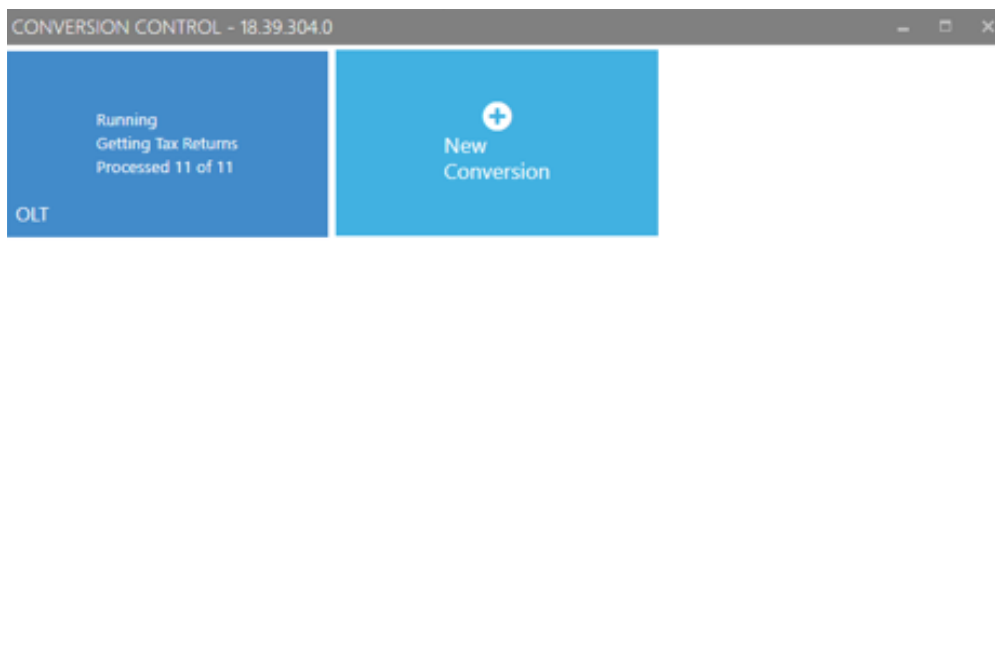 CONVERSION CONTROL - 18.39.304.0
Running
Getting Tax Returns
Processed 11 of 11
OLT
New
Conversion